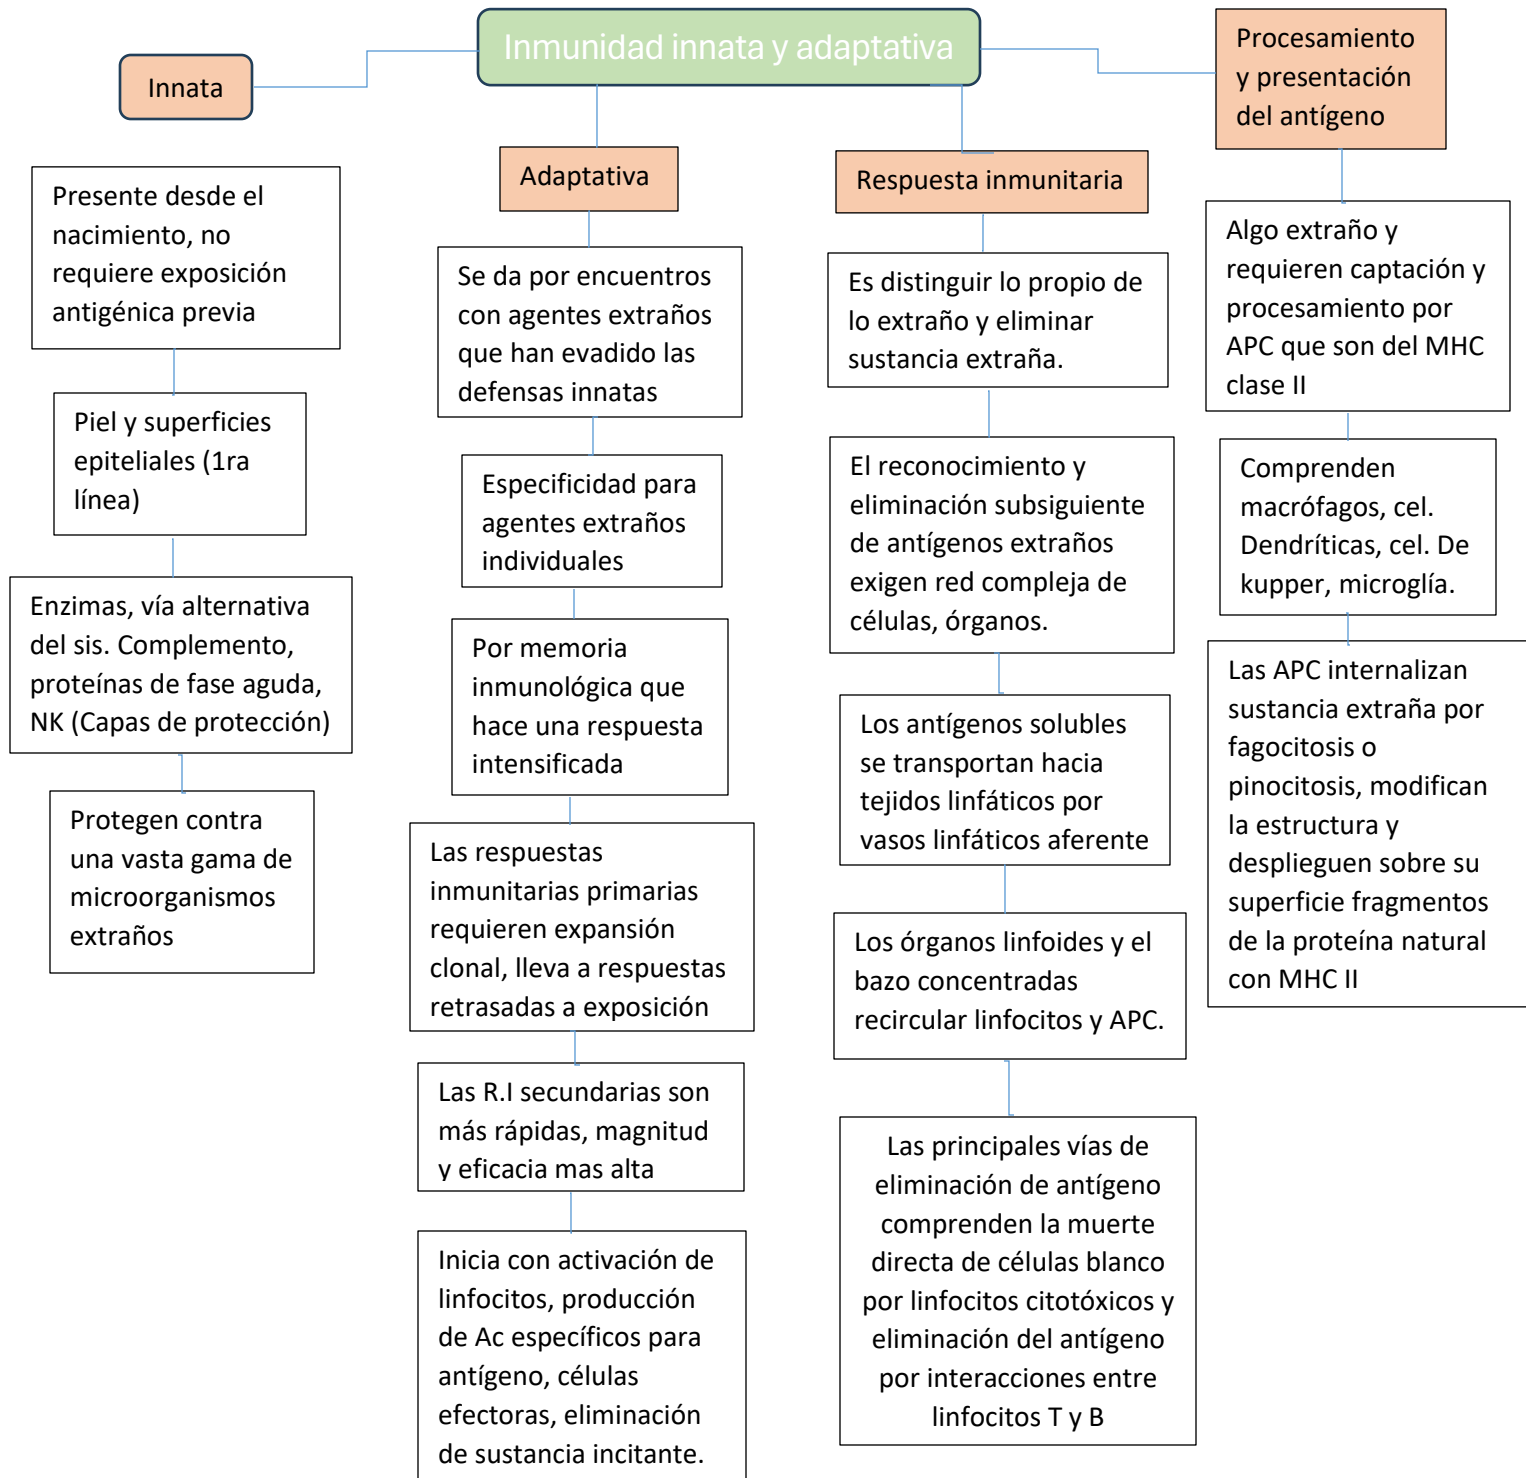 Inmunidad innata y adaptativa
Innata
Presente desde el
nacimiento, no
requiere exposición
antigénica previa
Piel y superficies
epiteliales (1ra
línea)
Enzimas, vía alternativa
del sis. Complemento,
proteínas de fase aguda,
NK (Capas de protección)
Protegen contra
una vasta gama de
microorganismos
extraños
Adaptativa
Se da por encuentros
con agentes extraños
que han evadido las
defensas innatas
Especificidad para
agentes extraños
individuales
Por memoria
inmunológica que
hace una respuesta
intensificada
Las respuestas
inmunitarias primarias
requieren expansión
clonal, lleva a respuestas
retrasadas a exposición
Las R.I secundarias son
más rápidas, magnitud
y eficacia mas alta
Inicia con activación de
linfocitos, producción
de Ac específicos para
antígeno, células
efectoras, eliminación
de sustancia incitante.
Respuesta inmunitaria
Es distinguir lo propio de
lo extraño y eliminar
sustancia extraña.
El reconocimiento y
eliminación subsiguiente
de antígenos extraños
exigen red compleja de
células, órganos.
Los antígenos solubles
se transportan hacia
tejidos linfáticos por
vasos linfáticos aferente
Los órganos linfoides y el
bazo concentradas
recircular linfocitos y APC.
Las principales vías de
eliminación de antígeno
comprenden la muerte
directa de células blanco
por linfocitos citotóxicos y
eliminación del antígeno
por interacciones entre
linfocitos T y B
Procesamiento
y presentación
del antígeno
Algo extraño y
requieren captación y
procesamiento por
APC que son del MHC
clase II
Comprenden
macrófagos, cel.
Dendríticas, cel. De
kupper, microglía.
Las APC internalizan
sustancia extraña por
fagocitosis o
pinocitosis, modifican
la estructura y
desplieguen sobre su
superficie fragmentos
de la proteína natural
con MHC II